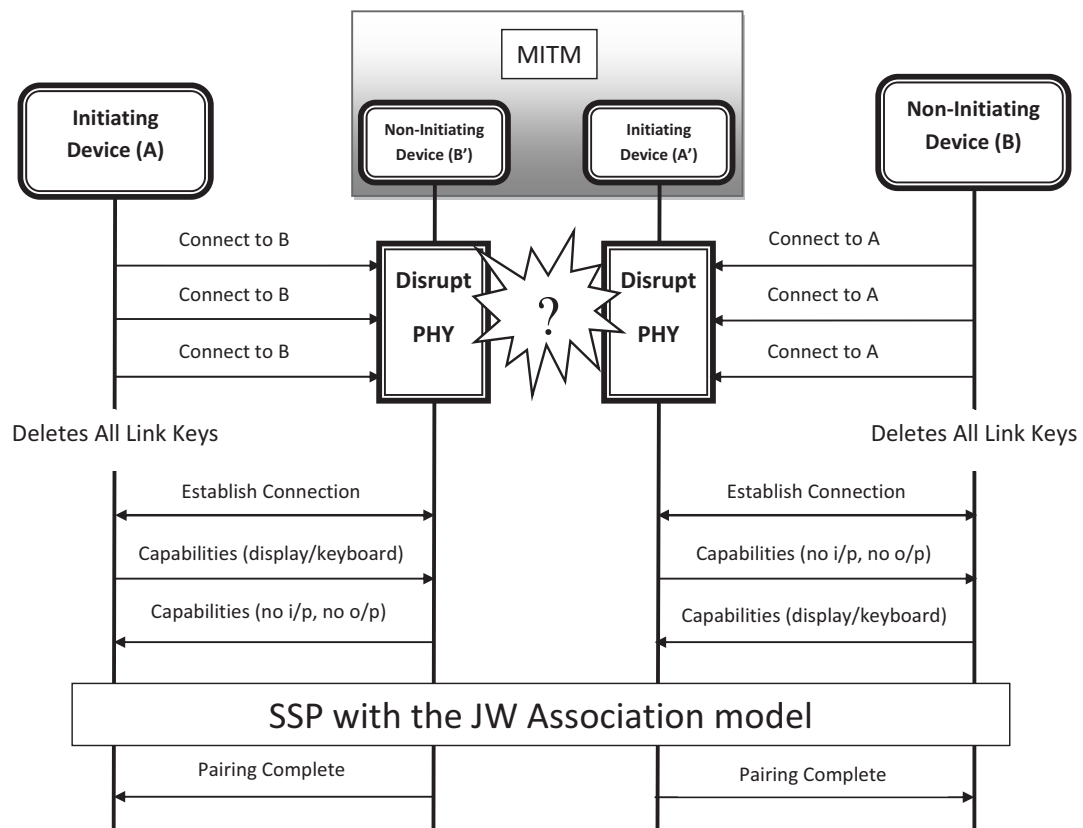 MITM
Initiating
Device (A)
Non-Initiating
Device (B')
Initiating
Device (A')
Non-Initiating
Device (B)
Connect to B
Connect to A
Disrupt
PHY
?
Disrupt
PHY
Connect to B
Connect to A
Connect to B
Connect to A
Deletes All Link Keys
Deletes All Link Keys
Establish Connection
Establish Connection
Capabilities (display/keyboard)
Capabilities (no i/p, no o/p)
Capabilities (no i/p, no o/p)
Capabilities (display/keyboard)
SSP with the JW Association model
Pairing Complete
Pairing Complete